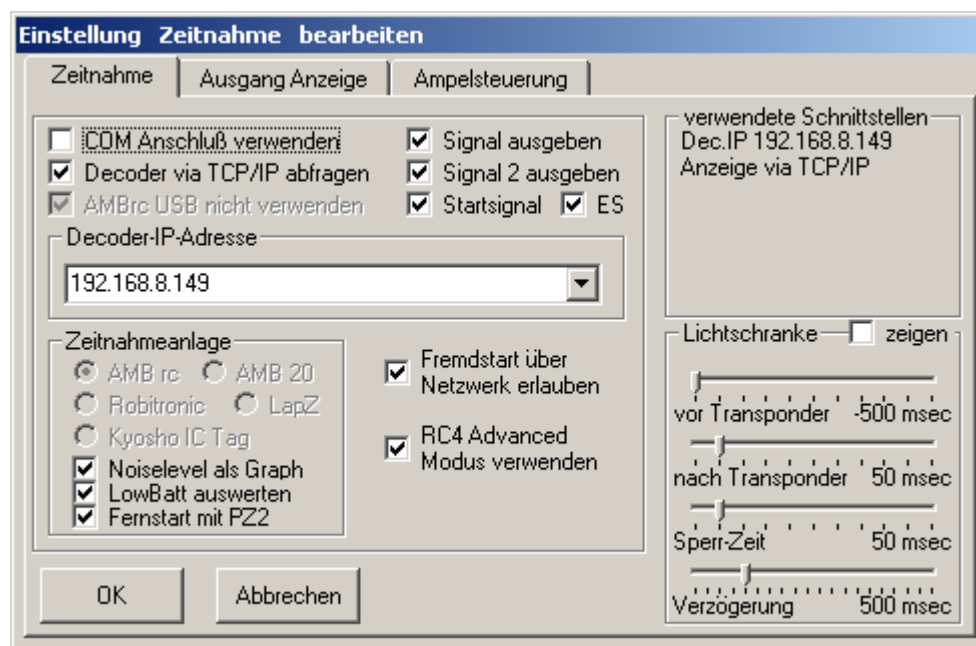 Einstellung Zeitnahme bearbeiten
Zeitnahme
Ausgang Anzeige
Ampelsteuerung
COM Anschluß verwenden
Decoder via TCP/IP abfragen
AMBrc USB nicht verwenden
Signal ausgeben
Signal 2 ausgeben
Startsignal
ES
Decoder-IP-Adresse
192.168.8.149
Zeitnahmeanlage
AMB rc
AMB 20
Robitronic
LapZ
Kyosho IC Tag
Noiselevel als Graph
LowBatt auswerten
Fernstart mit PZ2
Fremdstart über
Netzwerk erlauben
RC4 Advanced
Modus verwenden
verwendete Schnittstellen
Dec.IP 192.168.8.149
Anzeige via TCP/IP
Lichtschranke
zeigen
vor Transponder -500 msec
nach Transponder 50 msec
Sperr-Zeit 50 msec
Verzögerung 500 msec
OK
Abbrechen